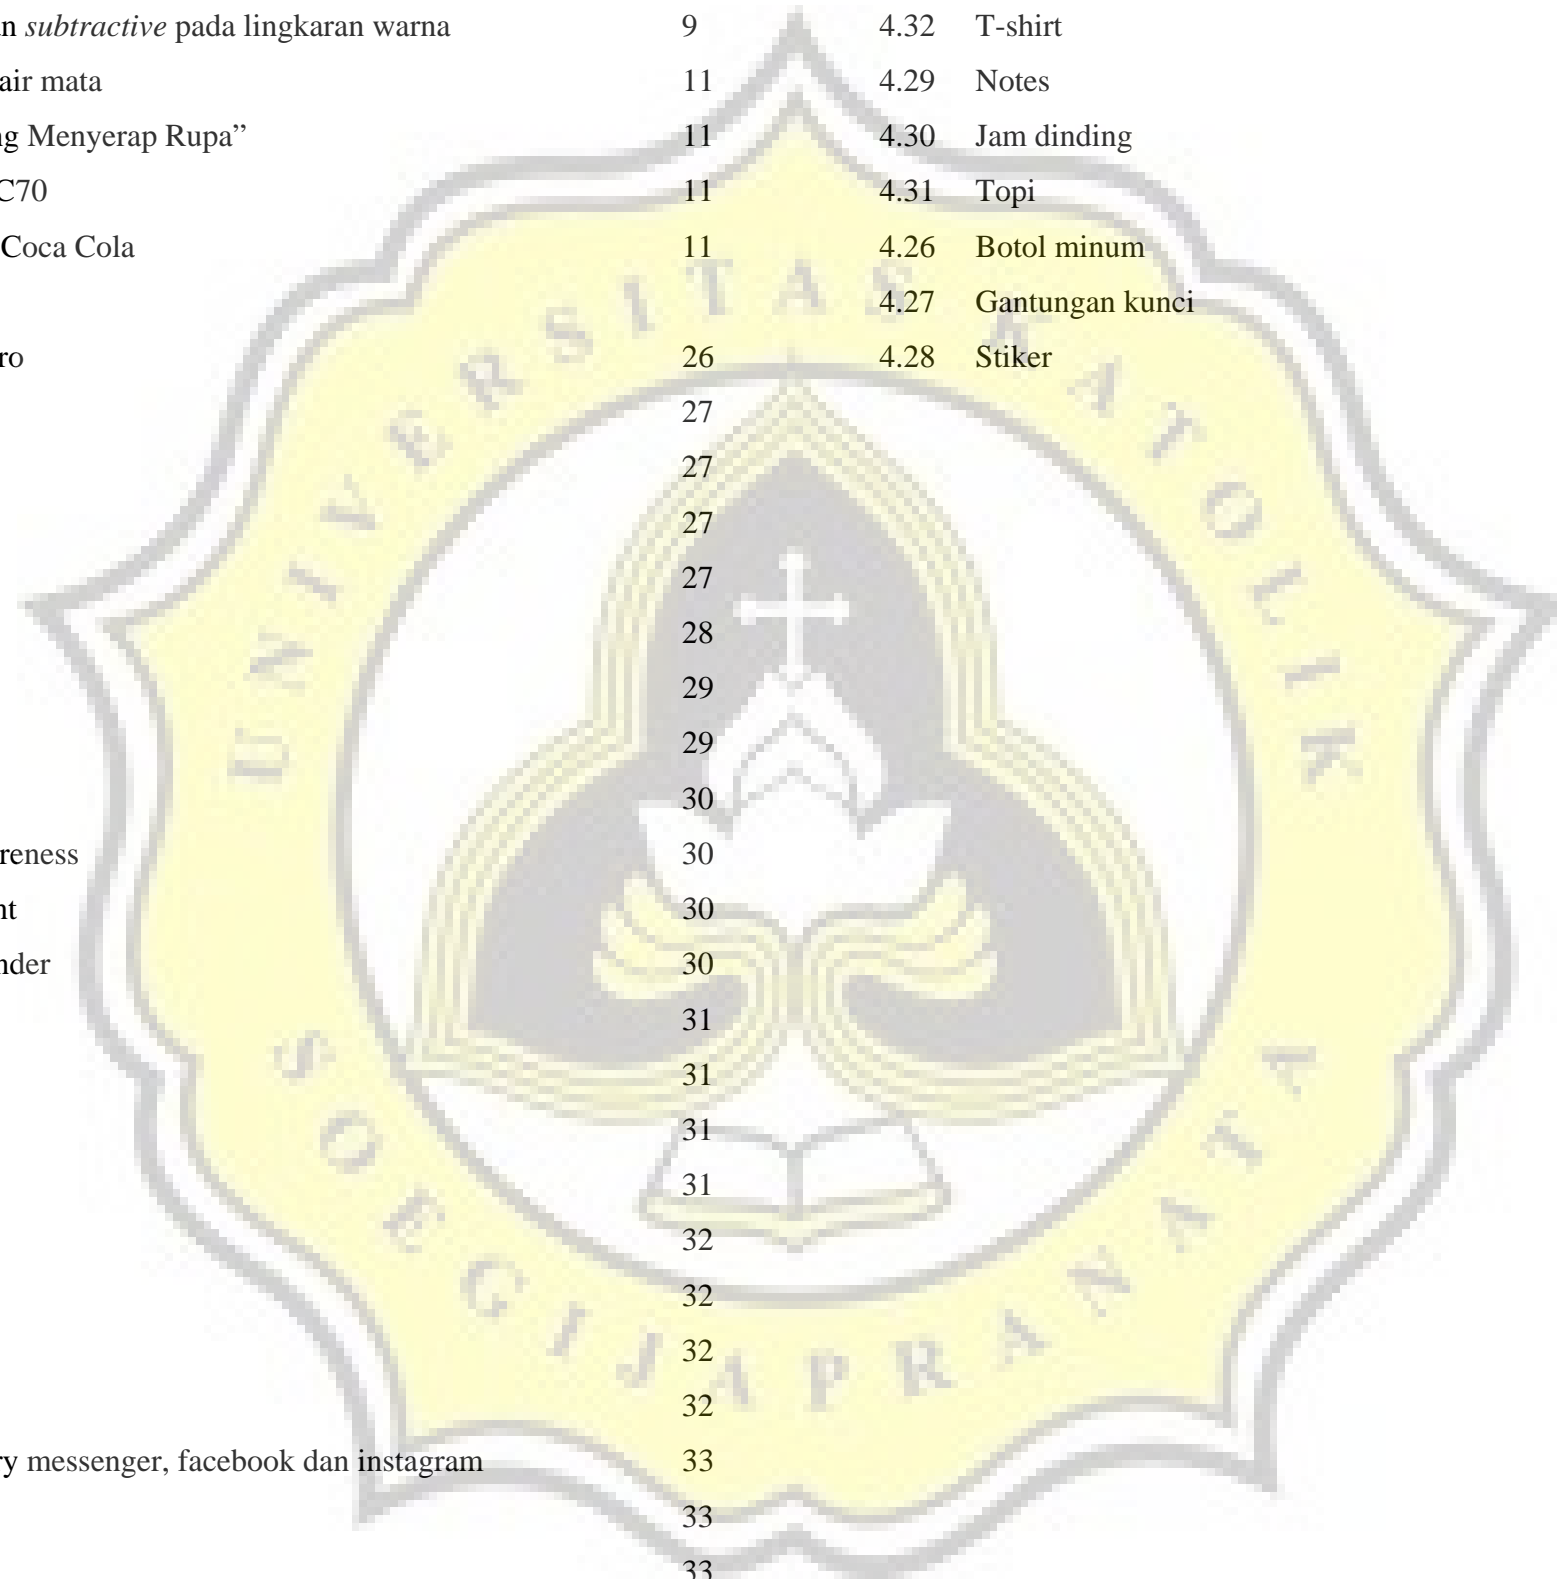 n subtractive pada lingkaran warna 9
air mata 11
g Menyerap Rupa” 11
C70 11
Coca Cola 11
ro 26
27
27
27
27
28
29
29
30
reness 30
nt 30
nder 30
31
31
31
31
32
32
32
32
ry messenger, facebook dan instagram 33
33
33
4.32 T-shirt
4.29 Notes
4.30 Jam dinding
4.31 Topi
4.26 Botol minum
4.27 Gantungan kunci
4.28 Stiker
UNIVERSITAS KATOLIK
SOEGIJAPRANATA